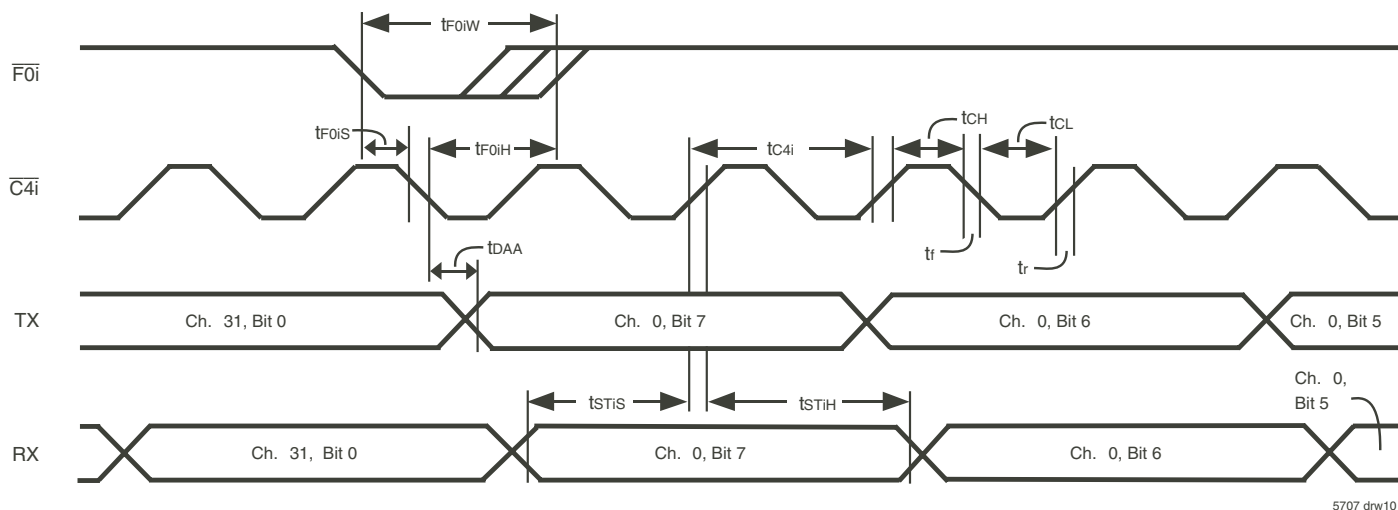 tF0iW
F0i
tF0iS
tF0iH
tC4i
tCH
tCL
C4i
tDAA
tf
tr
TX
Ch. 31, Bit 0
Ch. 0, Bit 7
Ch. 0, Bit 6
Ch. 0, Bit 5
tSTiS
tSTiH
Ch. 0,
Bit 5
RX
Ch. 31, Bit 0
Ch. 0, Bit 7
Ch. 0, Bit 6
5707 drw10